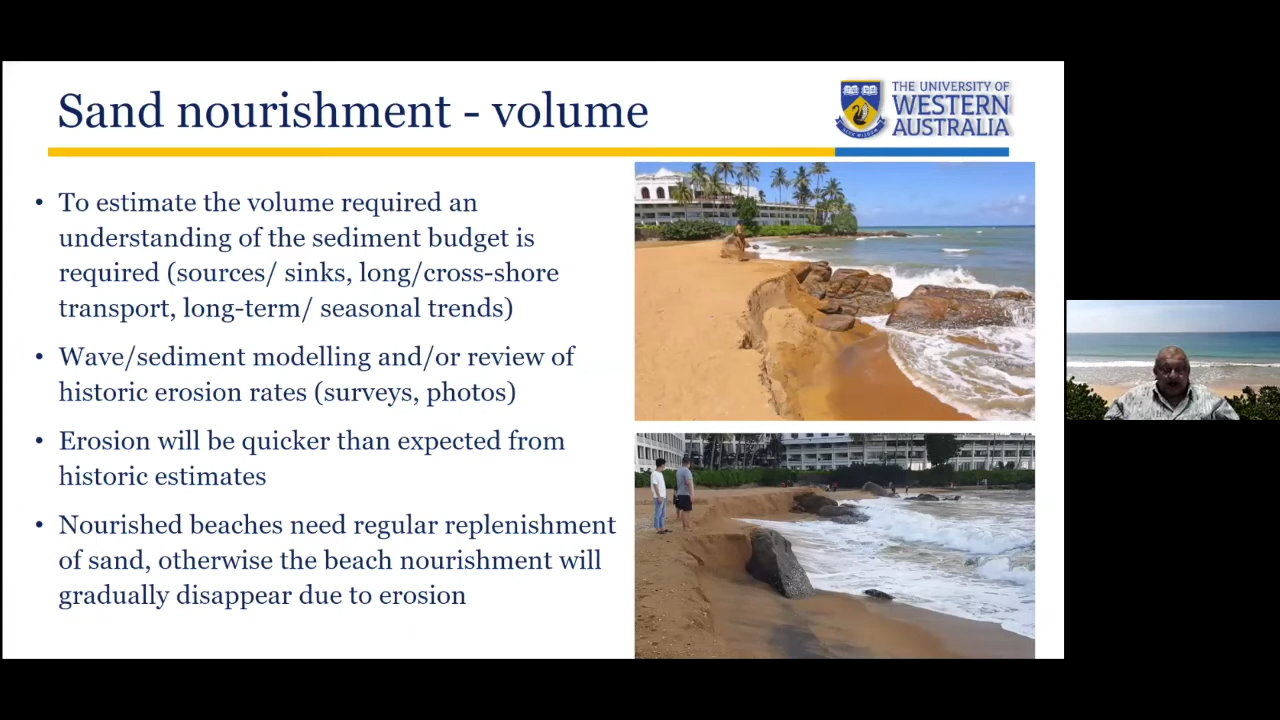 Sand nourishment - volume
THE UNIVERSITY OF
WESTERN
AUSTRALIA
SEEK WISDOM
• To estimate the volume required an
understanding of the sediment budget is
required (sources/ sinks, long/cross-shore
transport, long-term/ seasonal trends)
• Wave/sediment modelling and/or review of
historic erosion rates (surveys, photos)
• Erosion will be quicker than expected from
historic estimates
• Nourished beaches need regular replenishment
of sand, otherwise the beach nourishment will
gradually disappear due to erosion